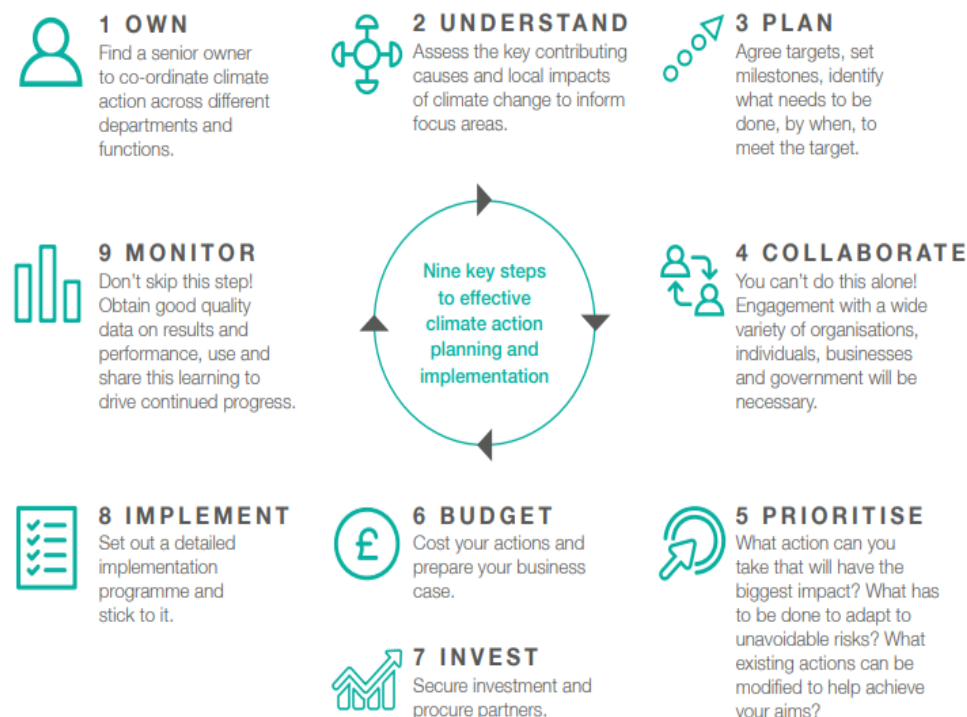 1 OWN
Find a senior owner
to co-ordinate climate
action across different
departments and
functions.
2 UNDERSTAND
Assess the key contributing
causes and local impacts
of climate change to inform
focus areas.
3 PLAN
Agree targets, set
milestones, identify
what needs to be
done, by when, to
meet the target.
4 COLLABORATE
You can't do this alone!
Engagement with a wide
variety of organisations,
individuals, businesses
and government will be
necessary.
5 PRIORITISE
What action can you
take that will have the
biggest impact? What has
to be done to adapt to
unavoidable risks? What
existing actions can be
modified to help achieve
your aims?
6 BUDGET
£
Cost your actions and
prepare your business
case.
7 INVEST
Secure investment and
procure partners.
8 IMPLEMENT
Set out a detailed
implementation
programme and
stick to it.
9 MONITOR
Don't skip this step!
Obtain good quality
data on results and
performance, use and
share this learning to
drive continued progress.
Nine key steps
to effective
climate action
planning and
implementation